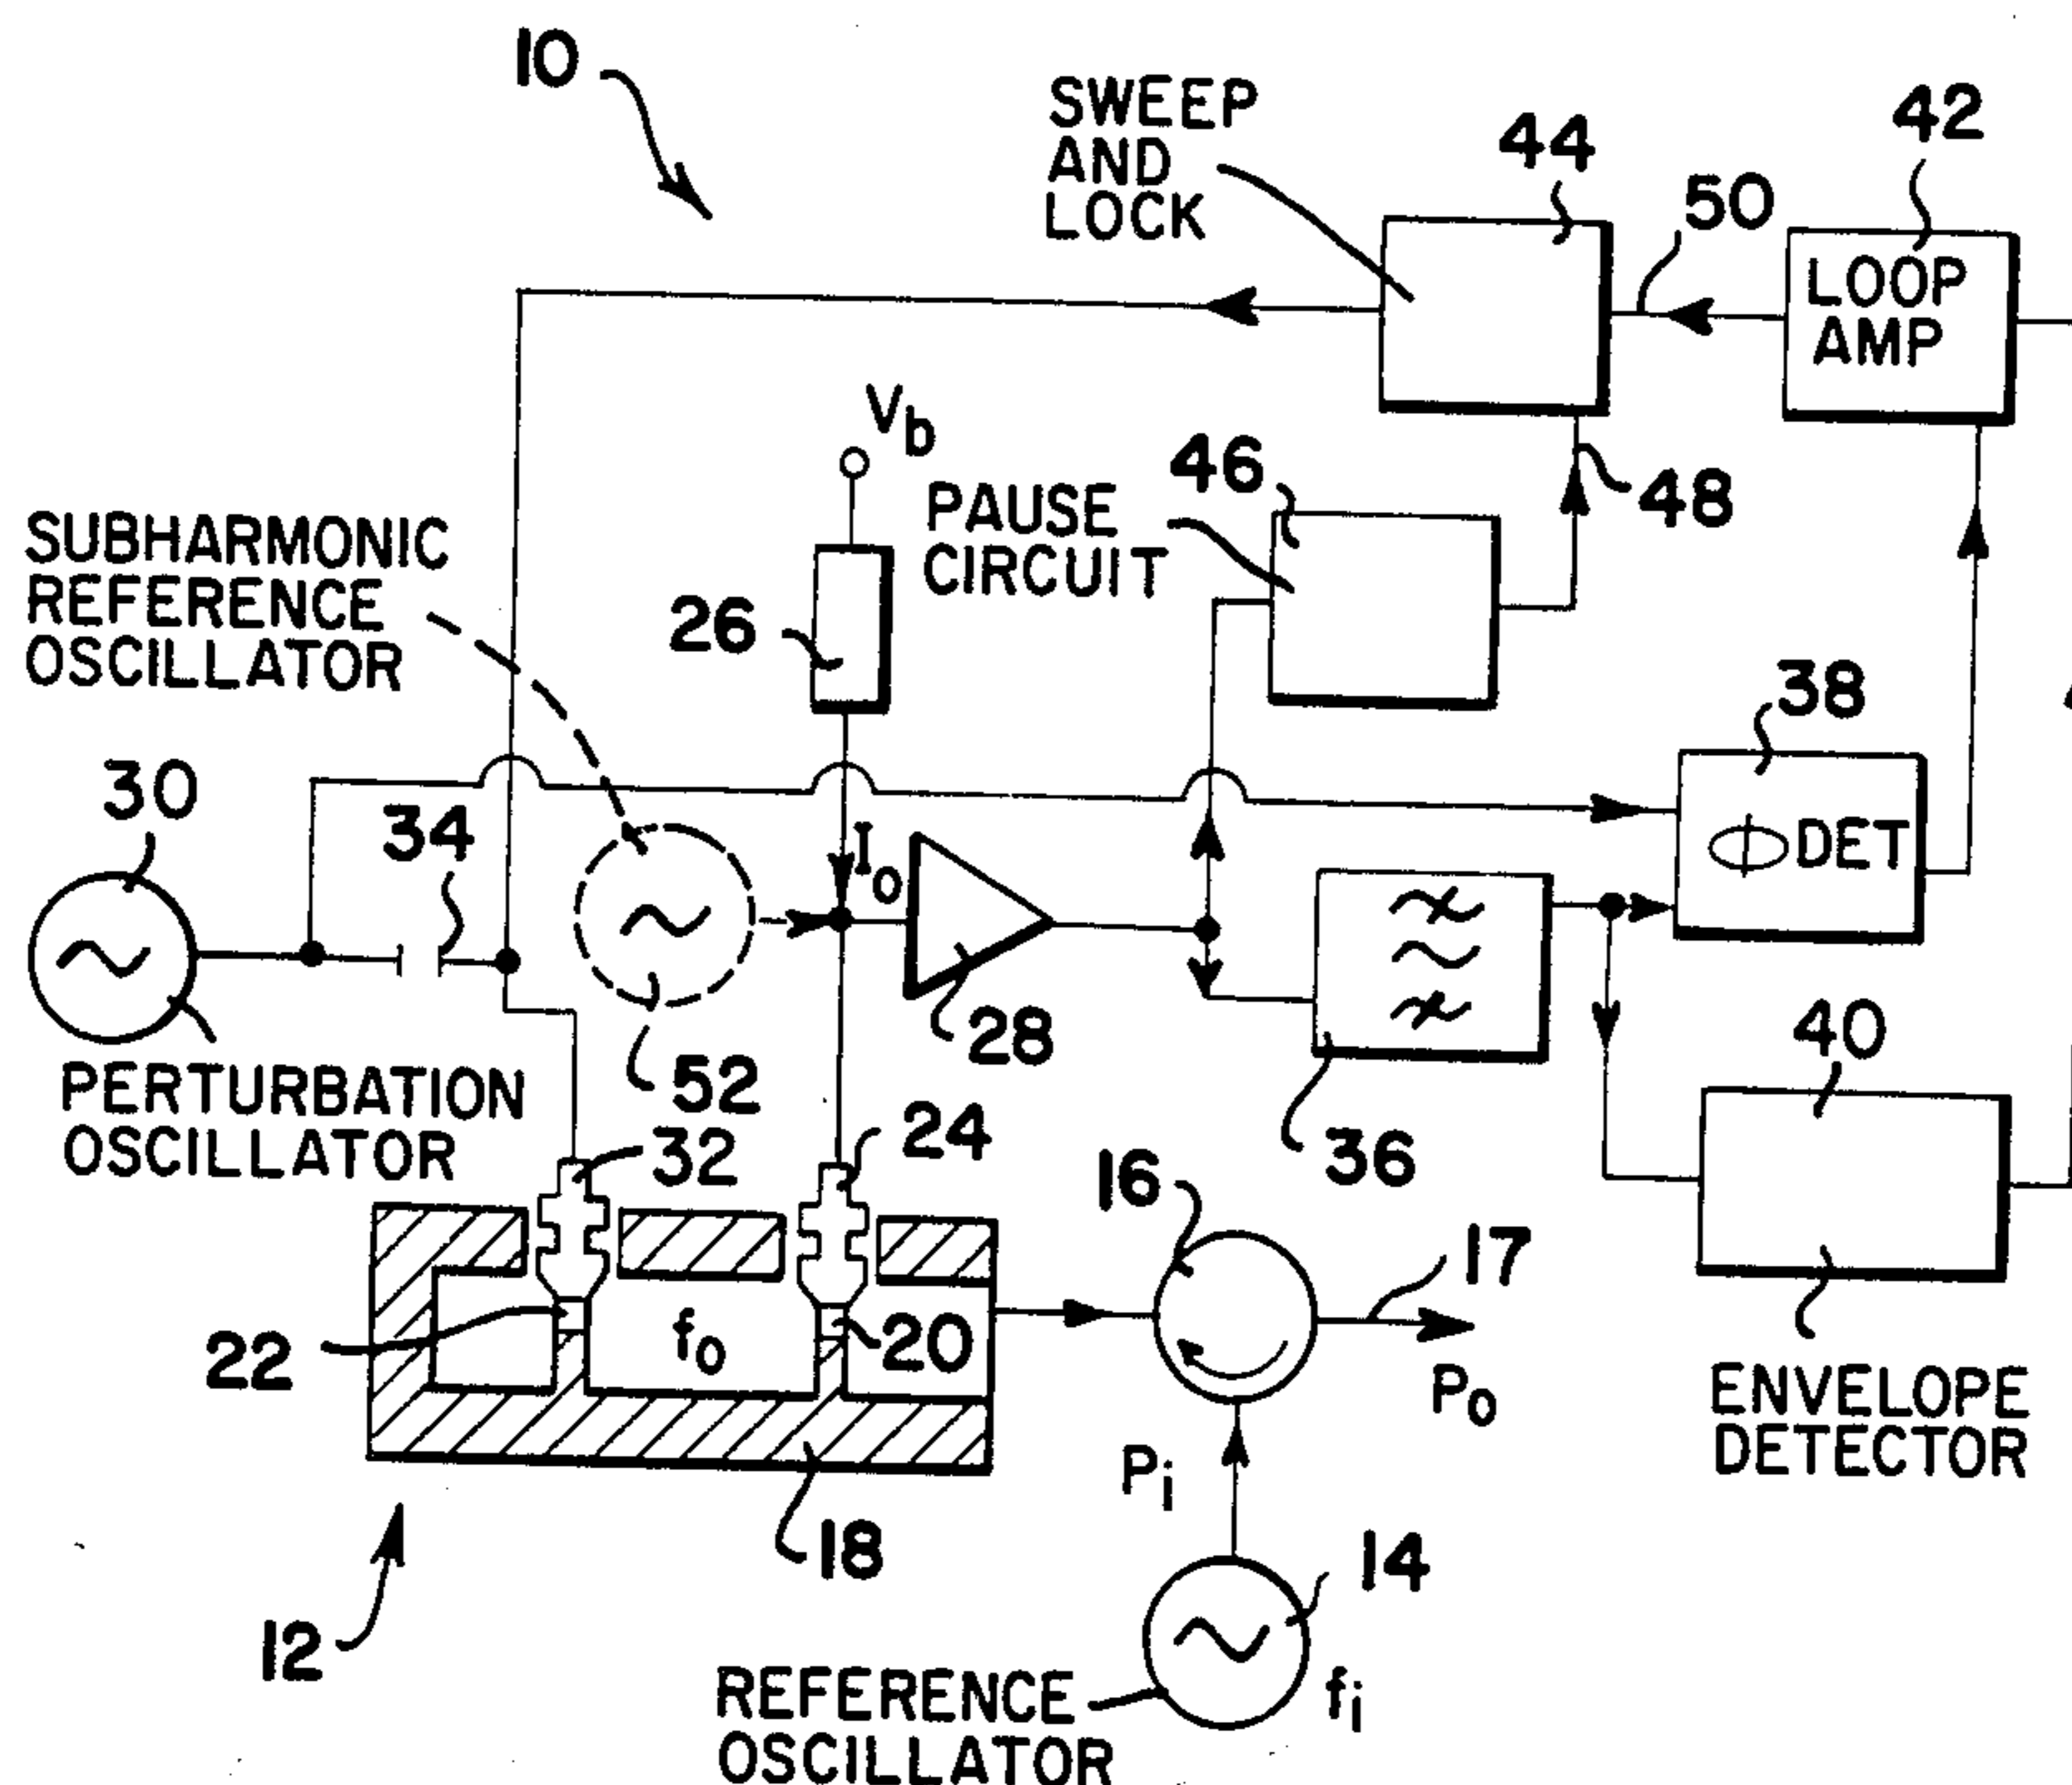 10
SWEEP
AND
LOCK
44
42
50
LOOP
AMP
Vb
46
PAUSE
CIRCUIT
48
SUBHARMONIC
REFERENCE
OSCILLATOR
26
38
30
34
Io
ϕ DET
28
52
36
40
PERTURBATION
OSCILLATOR
32
24
16
17
22
fo
20
Po
ENVELOPE
DETECTOR
Pi
18
14
12
REFERENCE
OSCILLATOR
fi